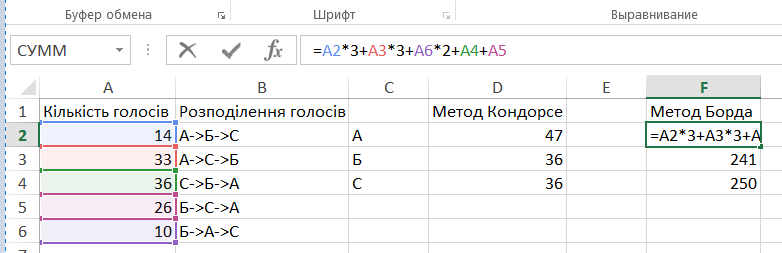 Буфер обмена Шрифт Выравнивание
СУММ =A2*3+A3*3+A6*2+A4+A5
A B C D E F
1 Кількість голосів Розподілення голосів Метод Кондорсе Метод Борда
2 14 А->Б->С А 47 =A2*3+A3*3+A
3 33 А->С->Б Б 36 241
4 36 С->Б->А С 36 250
5 26 Б->С->А
6 10 Б->А->С